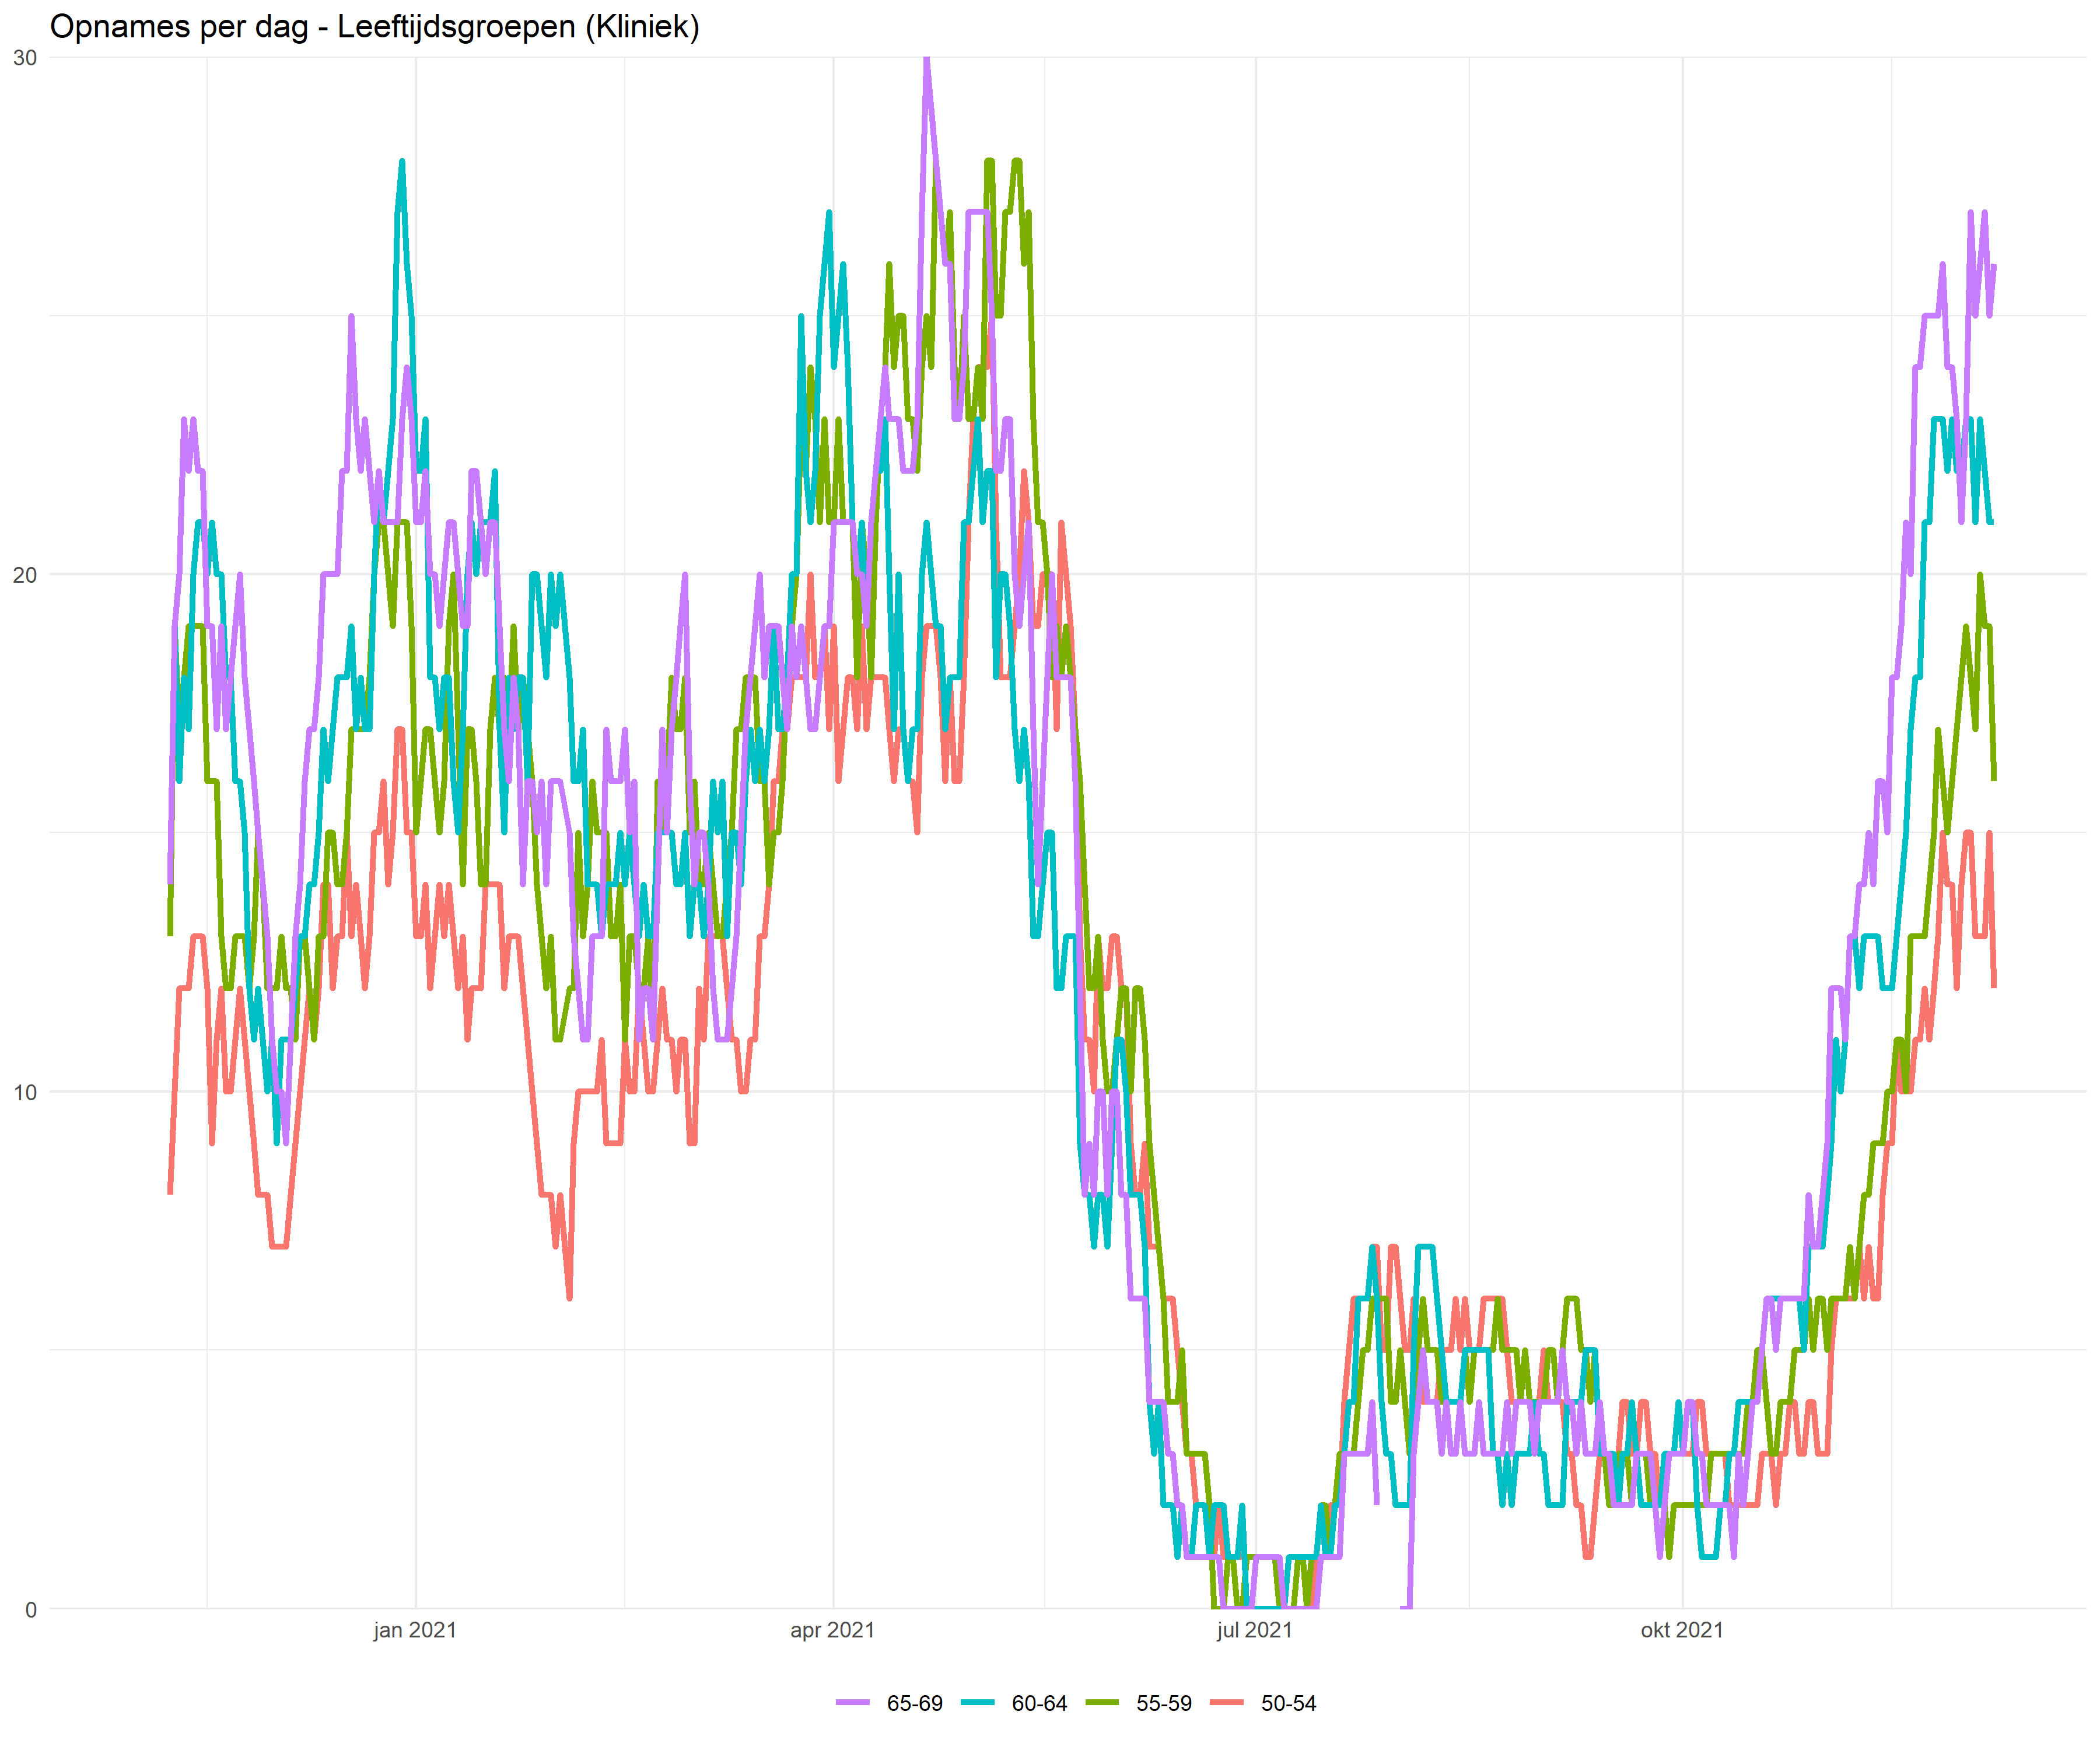 Opnames per dag - Leeftijdsgroepen (Kliniek)
30
20
10
0
jan 2021 apr 2021 jul 2021 okt 2021
65-69 60-64 55-59 50-54